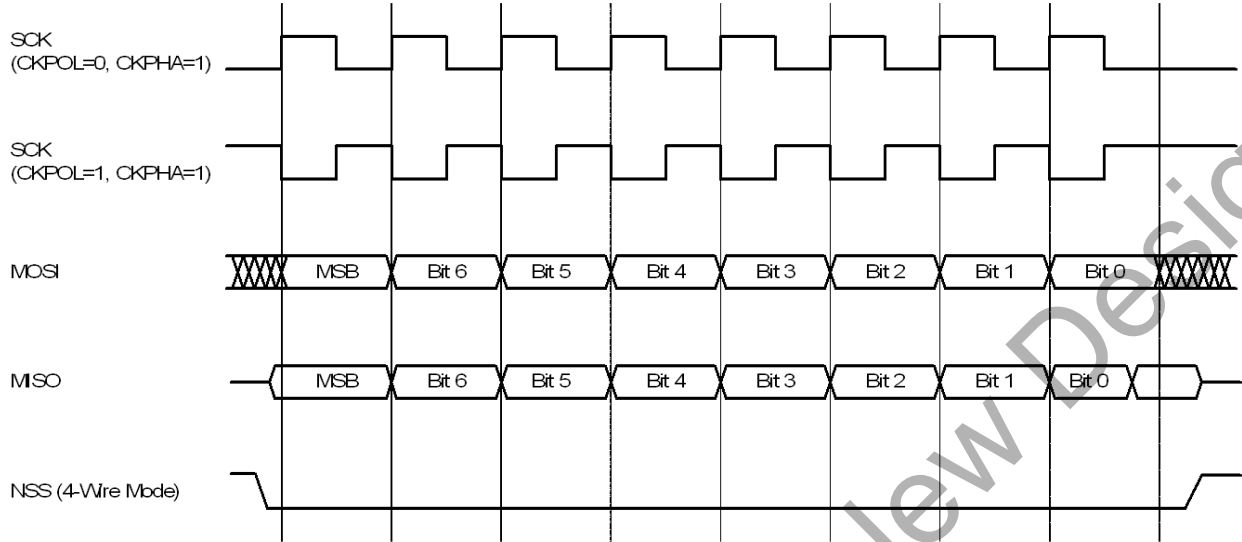 SCK
(CKPOL=0, CKPHA=1)
SCK
(CKPOL=1, CKPHA=1)
MOSI
MSB Bit 6 Bit 5 Bit 4 Bit 3 Bit 2 Bit 1 Bit 0
MISO
MSB Bit 6 Bit 5 Bit 4 Bit 3 Bit 2 Bit 1 Bit 0
NSS (4-Wire Mode)
ew Desig